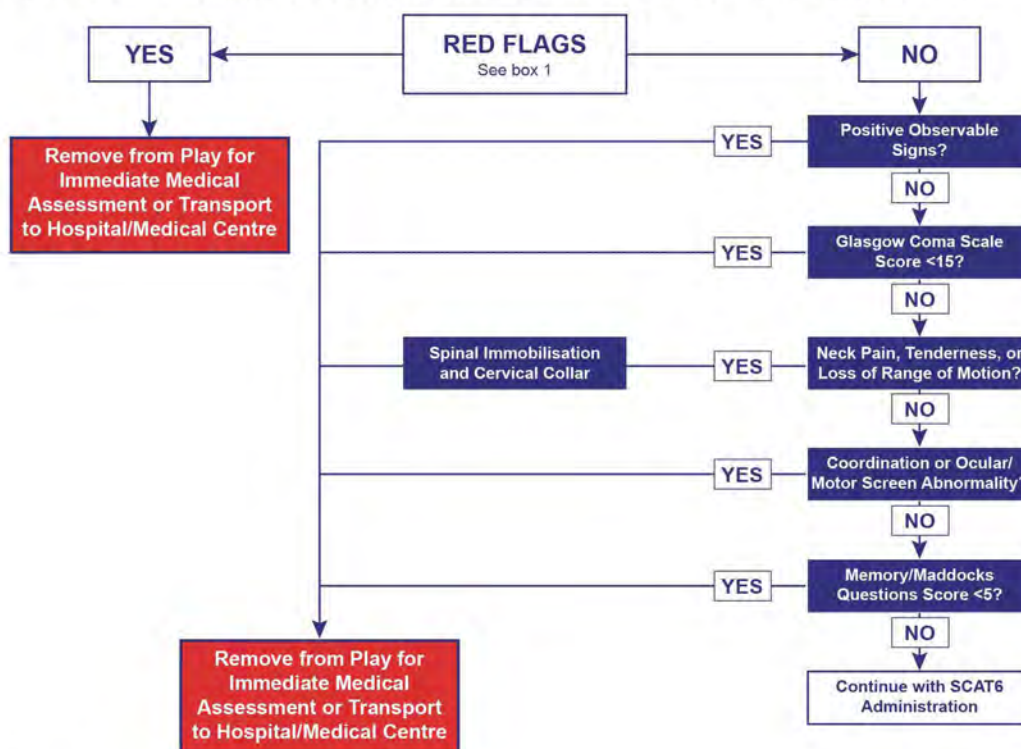 YES
RED FLAGS
See box 1
NO
Remove from Play for
Immediate Medical
Assessment or Transport
to Hospital/Medical Centre
YES
Positive Observable
Signs?
NO
YES
Glasgow Coma Scale
Score <15?
NO
Spinal Immobilisation
and Cervical Collar
YES
Neck Pain, Tenderness, or
Loss of Range of Motion?
NO
YES
Coordination or Ocular/
Motor Screen Abnormality?
NO
YES
Memory/Maddocks
Questions Score <5?
NO
Remove from Play for
Immediate Medical
Assessment or Transport
to Hospital/Medical Centre
Continue with SCAT6
Administration